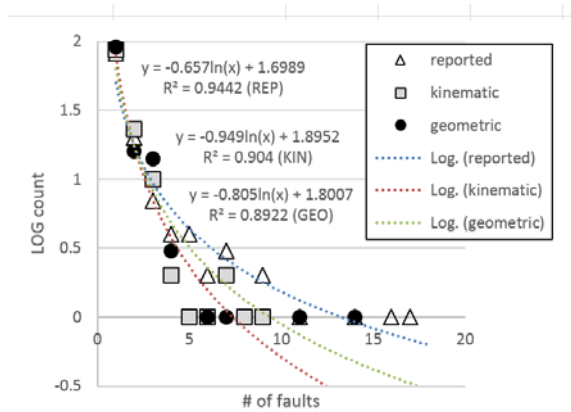 2
1.5
1
0.5
0
-0.5
LOG count
0
5
10
15
20
# of faults
y = -0.657ln(x) + 1.6989
R² = 0.9442 (REP)
y = -0.949ln(x) + 1.8952
R² = 0.904 (KIN)
y = -0.805ln(x) + 1.8007
R² = 0.8922 (GEO)
reported
kinematic
geometric
Log. (reported)
Log. (kinematic)
Log. (geometric)